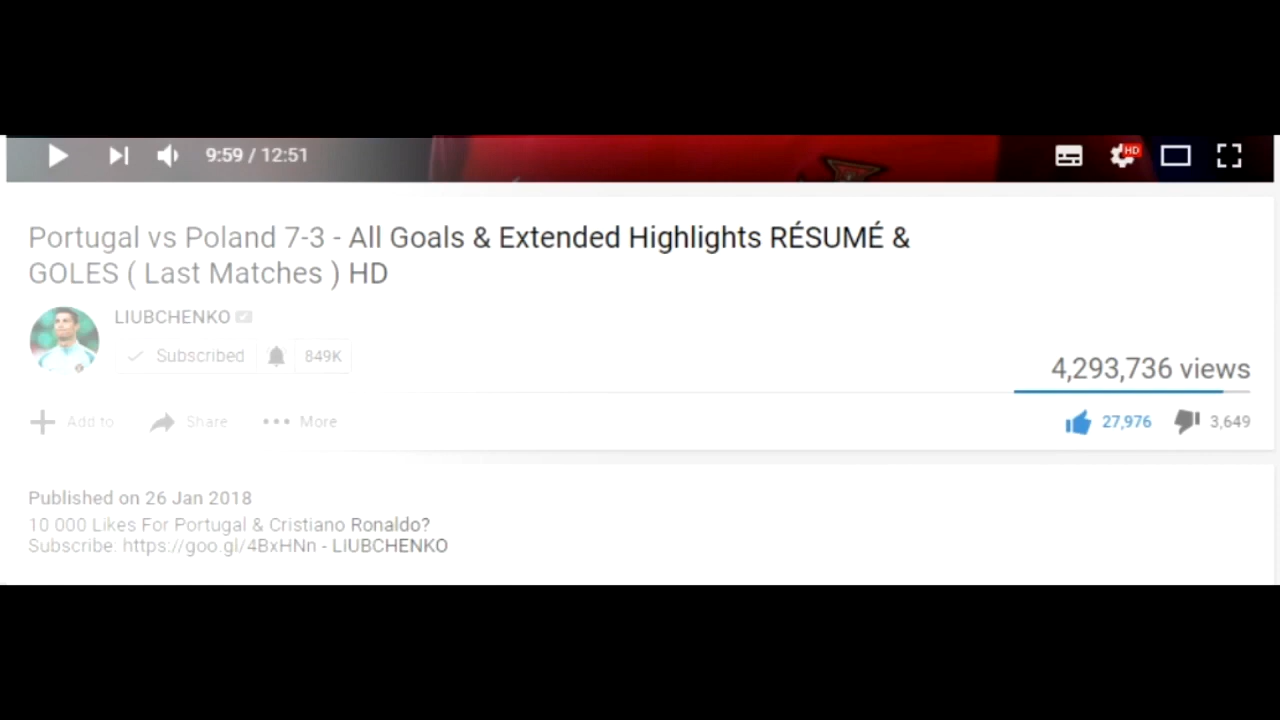 9:59 / 12:51
HD
Portugal vs Poland 7-3 - All Goals & Extended Highlights RÉSUMÉ &
GOLES ( Last Matches ) HD
LIUBCHENKO
Subscribed 849K
4,293,736 views
Add to Share More 27,976 3,649
Published on 26 Jan 2018
10 000 Likes For Portugal & Cristiano Ronaldo?
Subscribe: https://goo.gl/4BxHNn - LIUBCHENKO